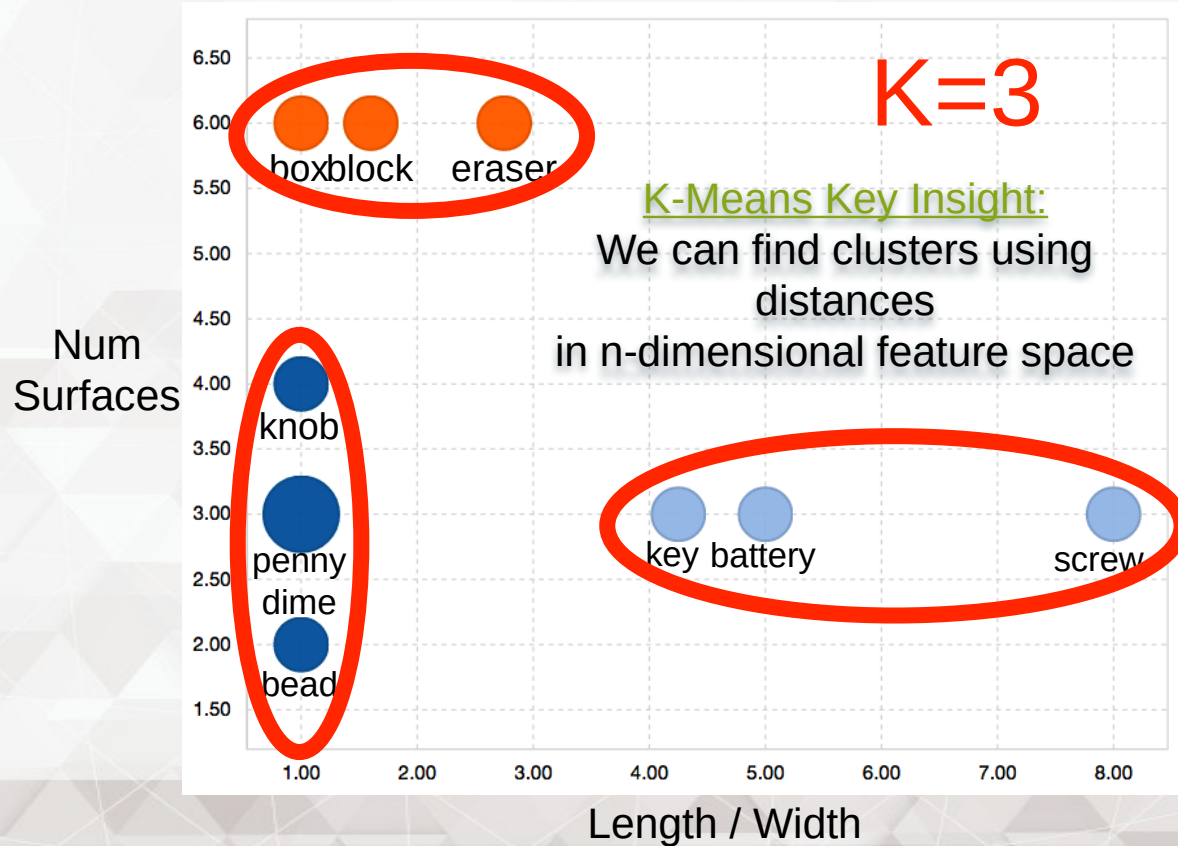 6.50
K=3
6.00
boxblock eraser
5.50
K-Means Key Insight:
We can find clusters using
distances
in n-dimensional feature space
5.00
4.50
Num
Surfaces
4.00
knob
3.50
3.00
key battery screw
penny
2.50
dime
2.00
bead
1.50
1.00 2.00 3.00 4.00 5.00 6.00 7.00 8.00
Length / Width